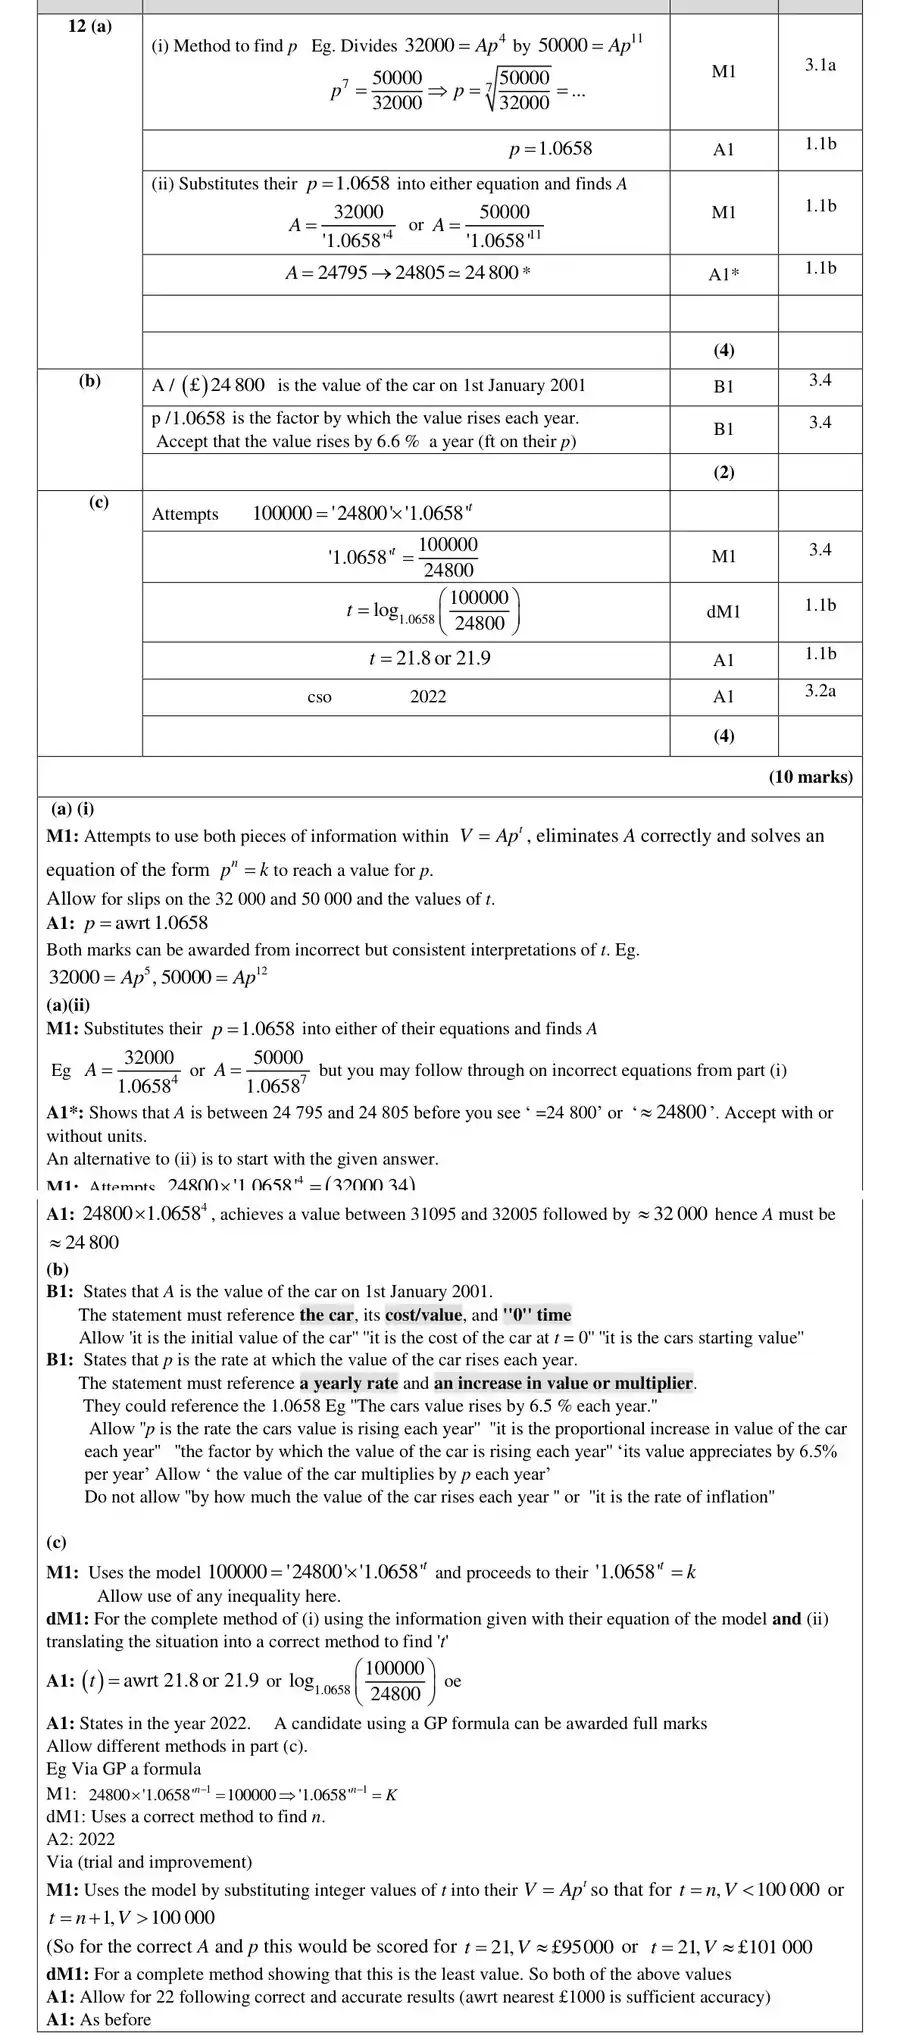 12 (a)
(i) Method to find p Eg. Divides 32000 = Ap⁴ by 50000 = Ap¹¹
p⁷ = 50000/32000 ⇒ p = ⁷√(50000/32000) = ...
M1
3.1a
p = 1.0658
A1
1.1b
(ii) Substitutes their p = 1.0658 into either equation and finds A
A = 32000/'1.0658'⁴ or A = 50000/'1.0658'¹¹
M1
1.1b
A = 24795 → 24805 ≃ 24 800 *
A1*
1.1b
(4)
(b)
A / (£) 24 800 is the value of the car on 1st January 2001
B1
3.4
p /1.0658 is the factor by which the value rises each year.
Accept that the value rises by 6.6 % a year (ft on their p)
B1
3.4
(2)
(c)
Attempts 100000 = '24800'×'1.0658'ᵗ
'1.0658'ᵗ = 100000/24800
M1
3.4
t = log₁.₀₆₅₈(100000/24800)
dM1
1.1b
t = 21.8 or 21.9
A1
1.1b
cso 2022
A1
3.2a
(4)
(10 marks)
(a) (i)
M1: Attempts to use both pieces of information within V = Apᵗ , eliminates A correctly and solves an
equation of the form pⁿ = k to reach a value for p.
Allow for slips on the 32 000 and 50 000 and the values of t.
A1: p = awrt 1.0658
Both marks can be awarded from incorrect but consistent interpretations of t. Eg.
32000 = Ap⁵ , 50000 = Ap¹²
(a)(ii)
M1: Substitutes their p = 1.0658 into either of their equations and finds A
Eg A = 32000/1.0658⁴ or A = 50000/1.0658⁷ but you may follow through on incorrect equations from part (i)
A1*: Shows that A is between 24 795 and 24 805 before you see ‘ =24 800’ or ‘ ≈ 24800 ’. Accept with or
without units.
An alternative to (ii) is to start with the given answer.
M1: Attempts 24800×'1.0658'⁴ = (32000.34)
A1: 24800×1.0658⁴ , achieves a value between 31095 and 32005 followed by ≈ 32 000 hence A must be
≈ 24 800
(b)
B1: States that A is the value of the car on 1st January 2001.
The statement must reference the car, its cost/value, and "0" time
Allow 'it is the initial value of the car" "it is the cost of the car at t = 0" "it is the cars starting value"
B1: States that p is the rate at which the value of the car rises each year.
The statement must reference a yearly rate and an increase in value or multiplier.
They could reference the 1.0658 Eg "The cars value rises by 6.5 % each year."
Allow "p is the rate the cars value is rising each year" "it is the proportional increase in value of the car
each year" "the factor by which the value of the car is rising each year" ‘its value appreciates by 6.5%
per year’ Allow ‘ the value of the car multiplies by p each year’
Do not allow "by how much the value of the car rises each year " or "it is the rate of inflation"
(c)
M1: Uses the model 100000 = '24800'×'1.0658'ᵗ and proceeds to their '1.0658'ᵗ = k
Allow use of any inequality here.
dM1: For the complete method of (i) using the information given with their equation of the model and (ii)
translating the situation into a correct method to find 't'
A1: (t) = awrt 21.8 or 21.9 or log₁.₀₆₅₈(100000/24800) oe
A1: States in the year 2022. A candidate using a GP formula can be awarded full marks
Allow different methods in part (c).
Eg Via GP a formula
M1: 24800×'1.0658'ⁿ⁻¹ = 100000 ⇒ '1.0658'ⁿ⁻¹ = K
dM1: Uses a correct method to find n.
A2: 2022
Via (trial and improvement)
M1: Uses the model by substituting integer values of t into their V = Apᵗ so that for t = n, V < 100 000 or
t = n + 1, V > 100 000
(So for the correct A and p this would be scored for t = 21, V ≈ £95000 or t = 21, V ≈ £101 000
dM1: For a complete method showing that this is the least value. So both of the above values
A1: Allow for 22 following correct and accurate results (awrt nearest £1000 is sufficient accuracy)
A1: As before